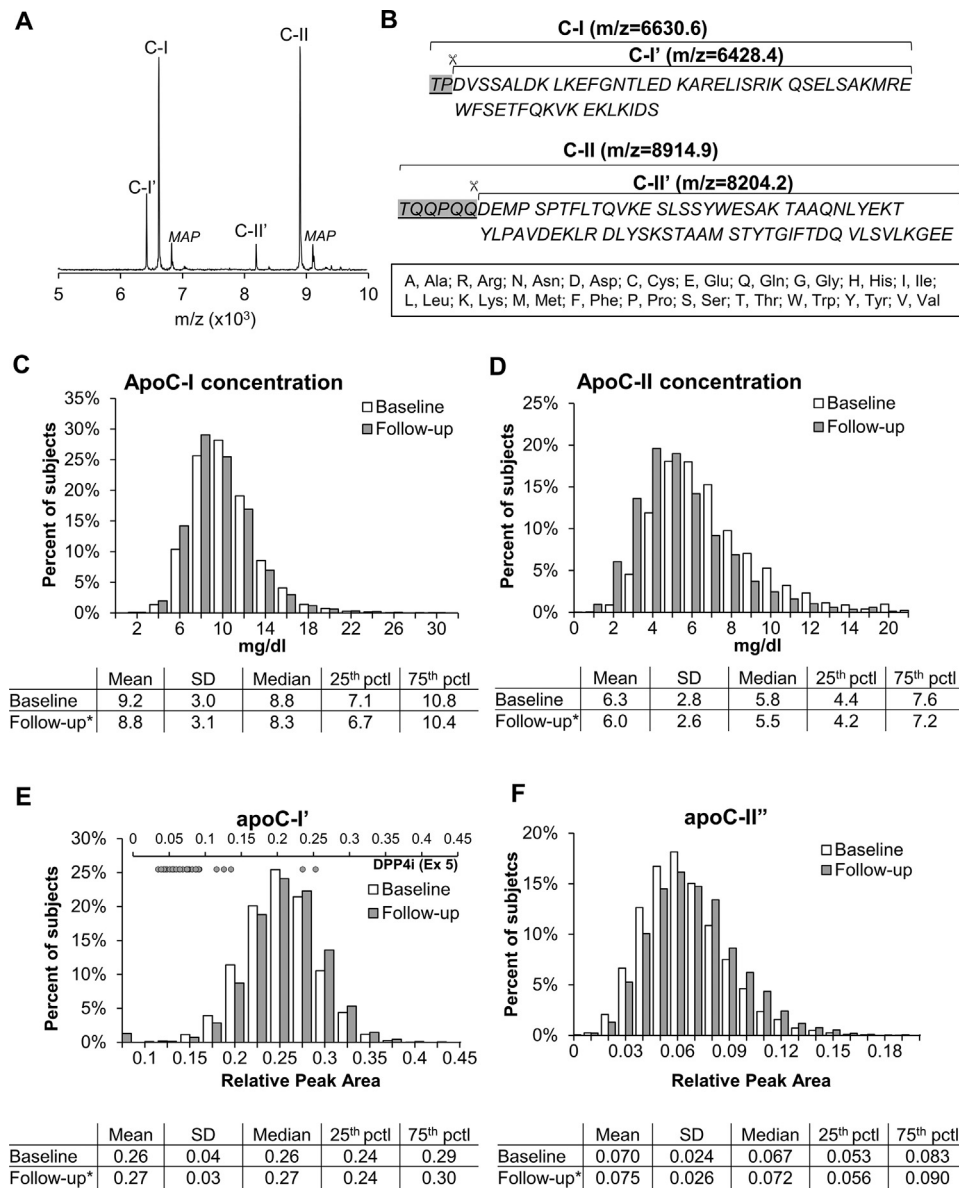 A
C-I
C-II
C-I'
MAP
C-II'
MAP
5 6 7 8 9 10
m/z (x10³)
B
C-I (m/z=6630.6)
C-I' (m/z=6428.4)
TPDVSSALDK LKEFGNTLED KARELISRIK QSELSAKMRE
WFSETFQKVK EKLKIDS
C-II (m/z=8914.9)
C-II' (m/z=8204.2)
TQQPQQDEMP SPTFLTQVKE SLSSYWESAK TAAQNLYEKT
YLPAVDEKLR DLYSKSTAAM STYTGIFTDQ VLSVLKGEE
A, Ala; R, Arg; N, Asn; D, Asp; C, Cys; E, Glu; Q, Gln; G, Gly; H, His; I, Ile;
L, Leu; K, Lys; M, Met; F, Phe; P, Pro; S, Ser; T, Thr; W, Trp; Y, Tyr; V, Val
C
ApoC-I concentration
Percent of subjects
35%
30%
25%
20%
15%
10%
5%
0%
Baseline
Follow-up
2 6 10 14 18 22 26 30
mg/dl
Mean SD Median 25th pctl 75th pctl
Baseline 9.2 3.0 8.8 7.1 10.8
Follow-up* 8.8 3.1 8.3 6.7 10.4
D
ApoC-II concentration
Percent of subjects
25%
20%
15%
10%
5%
0%
Baseline
Follow-up
0 2 4 6 8 10 12 14 20
mg/dl
Mean SD Median 25th pctl 75th pctl
Baseline 6.3 2.8 5.8 4.4 7.6
Follow-up* 6.0 2.6 5.5 4.2 7.2
E
apoC-I'
Percent of subjects
30%
25%
20%
15%
10%
5%
0%
0 0.05 0.1 0.15 0.2 0.25 0.3 0.35 0.4 0.45
DPP4i (Ex 5)
Baseline
Follow-up
0.1 0.2 0.25 0.3 0.35 0.45
Relative Peak Area
Mean SD Median 25th pctl 75th pctl
Baseline 0.26 0.04 0.26 0.24 0.29
Follow-up* 0.27 0.03 0.27 0.24 0.30
F
apoC-II"
Percent of subjetcs
20%
15%
10%
5%
0%
Baseline
Follow-up
0 0.03 0.06 0.09 0.12 0.18
Relative Peak Area
Mean SD Median 25th pctl 75th pctl
Baseline 0.070 0.024 0.067 0.053 0.083
Follow-up* 0.075 0.026 0.072 0.056 0.090